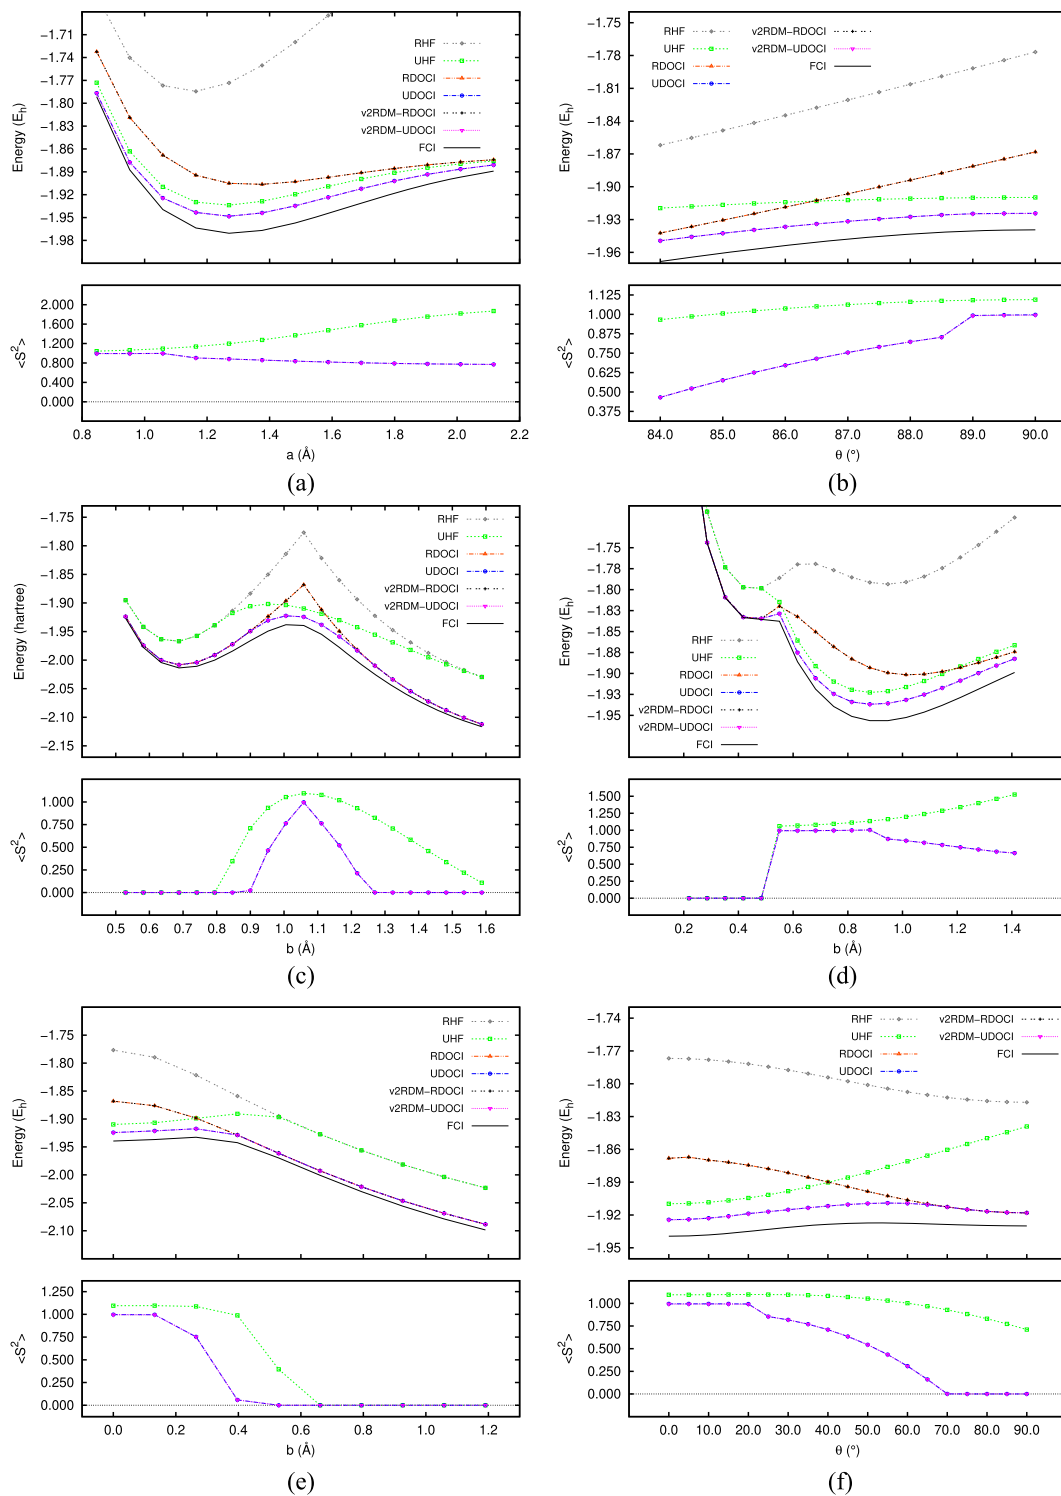 −1.71
−1.74
−1.77
−1.80
−1.83
−1.86
−1.89
−1.92
−1.95
−1.98
Energy (Eh)
RHF
UHF
RDOCI
UDOCI
v2RDM−RDOCI
v2RDM−UDOCI
FCI
2.000
1.600
1.200
0.800
0.400
0.000
<S2>
0.8 1.0 1.2 1.4 1.6 1.8 2.0 2.2
a (Å)
(a)
−1.75
−1.78
−1.81
−1.84
−1.87
−1.90
−1.93
−1.96
Energy (Eh)
RHF
UHF
RDOCI
UDOCI
v2RDM−RDOCI
v2RDM−UDOCI
FCI
1.125
1.000
0.875
0.750
0.625
0.500
0.375
<S2>
84.0 85.0 86.0 87.0 88.0 89.0 90.0
θ (°)
(b)
−1.75
−1.80
−1.85
−1.90
−1.95
−2.00
−2.05
−2.10
−2.15
Energy (hartree)
RHF
UHF
RDOCI
UDOCI
v2RDM−RDOCI
v2RDM−UDOCI
FCI
1.000
0.750
0.500
0.250
0.000
<S2>
0.5 0.6 0.7 0.8 0.9 1.0 1.1 1.2 1.3 1.4 1.5 1.6
b (Å)
(c)
−1.75
−1.78
−1.80
−1.83
−1.85
−1.88
−1.90
−1.93
−1.95
Energy (Eh)
RHF
UHF
RDOCI
UDOCI
v2RDM−RDOCI
v2RDM−UDOCI
FCI
1.500
1.250
1.000
0.750
0.500
0.250
0.000
<S2>
0.2 0.4 0.6 0.8 1.0 1.2 1.4
b (Å)
(d)
−1.75
−1.80
−1.85
−1.90
−1.95
−2.00
−2.05
−2.10
Energy (Eh)
RHF
UHF
RDOCI
UDOCI
v2RDM−RDOCI
v2RDM−UDOCI
FCI
1.250
1.000
0.750
0.500
0.250
0.000
<S2>
0.0 0.2 0.4 0.6 0.8 1.0 1.2
b (Å)
(e)
−1.74
−1.77
−1.80
−1.83
−1.86
−1.89
−1.92
−1.95
Energy (Eh)
RHF
UHF
RDOCI
UDOCI
v2RDM−RDOCI
v2RDM−UDOCI
FCI
1.000
0.750
0.500
0.250
0.000
<S2>
0.0 10.0 20.0 30.0 40.0 50.0 60.0 70.0 80.0 90.0
θ (°)
(f)